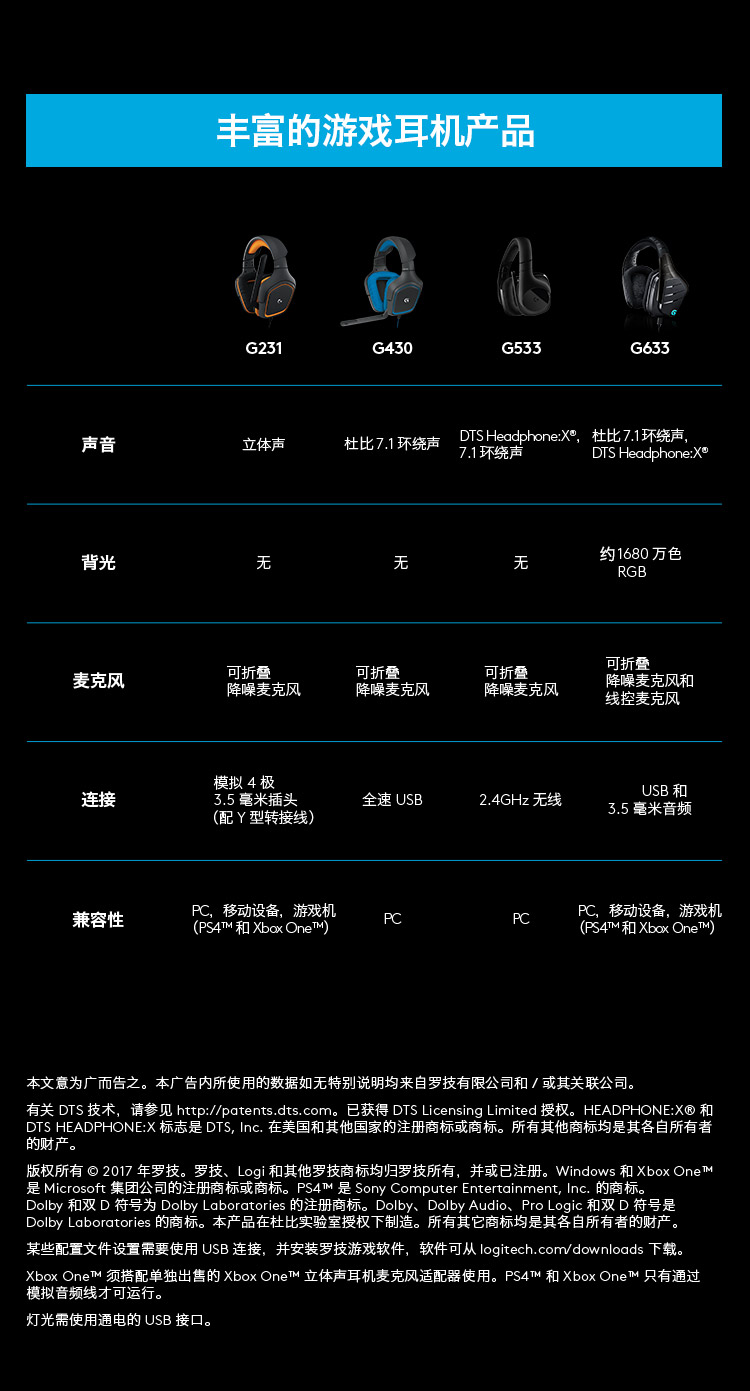 丰富的游戏耳机产品
G231 G430 G533 G633
声音
立体声
杜比 7.1 环绕声
DTS Headphone:X®,
7.1 环绕声
杜比 7.1 环绕声,
DTS Headphone:X®
背光
无
无
无
约 1680 万色
RGB
麦克风
可折叠
降噪麦克风
可折叠
降噪麦克风
可折叠
降噪麦克风
可折叠
降噪麦克风和
线控麦克风
连接
模拟 4 极
3.5 毫米插头
(配 Y 型转接线)
全速 USB
2.4GHz 无线
USB 和
3.5 毫米音频
兼容性
PC，移动设备，游戏机
(PS4™ 和 Xbox One™)
PC
PC
PC，移动设备，游戏机
(PS4™ 和 Xbox One™)
本文意为广而告之。本广告内所使用的数据如无特别说明均来自罗技有限公司和 / 或其关联公司。
有关 DTS 技术，请参见 http://patents.dts.com。已获得 DTS Licensing Limited 授权。HEADPHONE:X® 和
DTS HEADPHONE:X 标志是 DTS, Inc. 在美国和其他国家的注册商标或商标。所有其他商标均是其各自所有者
的财产。
版权所有 © 2017 年罗技。罗技、Logi 和其他罗技商标均归罗技所有，并或已注册。Windows 和 Xbox One™
是 Microsoft 集团公司的注册商标或商标。PS4™ 是 Sony Computer Entertainment, Inc. 的商标。
Dolby 和双 D 符号为 Dolby Laboratories 的注册商标。Dolby、Dolby Audio、Pro Logic 和双 D 符号是
Dolby Laboratories 的商标。本产品在杜比实验室授权下制造。所有其它商标均是其各自所有者的财产。
某些配置文件设置需要使用 USB 连接，并安装罗技游戏软件，软件可从 logitech.com/downloads 下载。
Xbox One™ 须搭配单独出售的 Xbox One™ 立体声耳机麦克风适配器使用。PS4™ 和 Xbox One™ 只有通过
模拟音频线才可运行。
灯光需使用通电的 USB 接口。